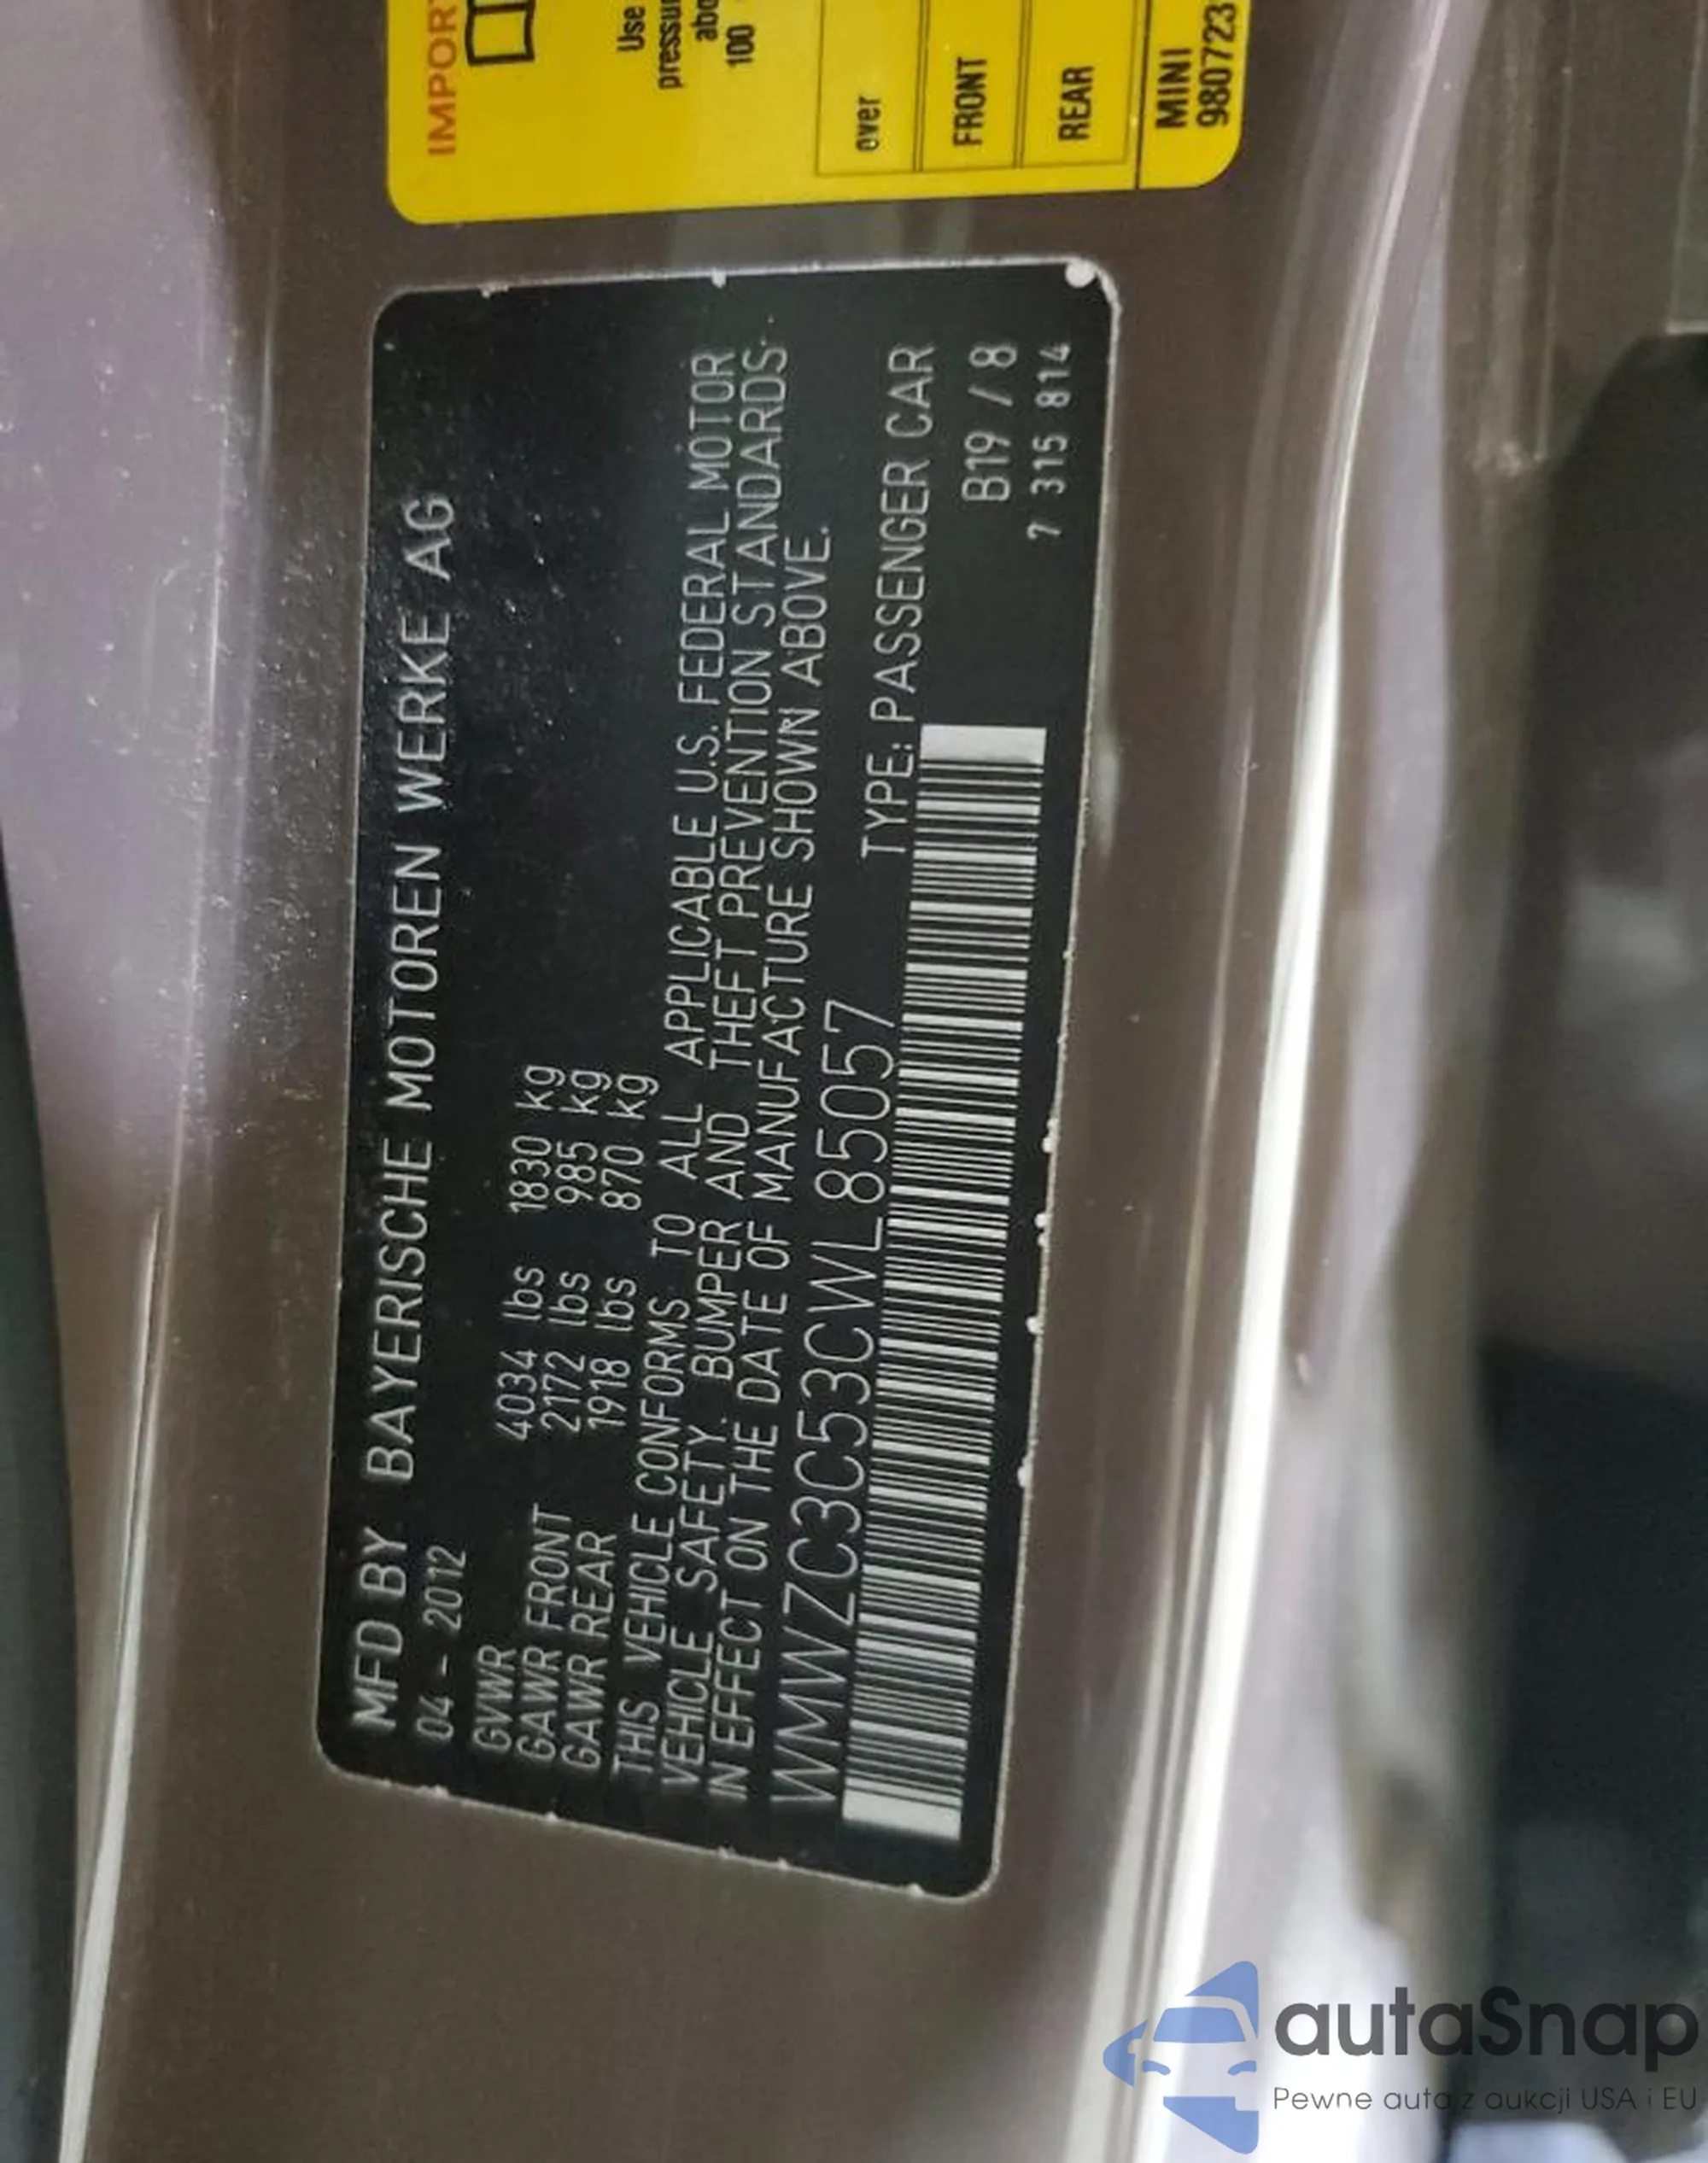 IMPOR
Use
pressu
abo
100
over
FRONT
REAR
MINI
9807723
MFD BY BAYERISCHE MOTOREN WERKE AG
04 - 2012
GVWR 4034 lbs 1830 kg
GAWR FRONT 2172 lbs 985 kg
GAWR REAR 1918 lbs 870 kg
THIS VEHICLE CONFORMS TO ALL APPLICABLE U.S. FEDERAL MOTOR
VEHICLE SAFETY. BUMPER AND THEFT PREVENTION STANDARDS
IN EFFECT ON THE DATE OF MANUFACTURE SHOWN ABOVE.
WMWZC3C53CWL85057 TYPE: PASSENGER CAR
B19 / 8
7 315 814
autaSnap
Pewne auta z aukcji USA i EU